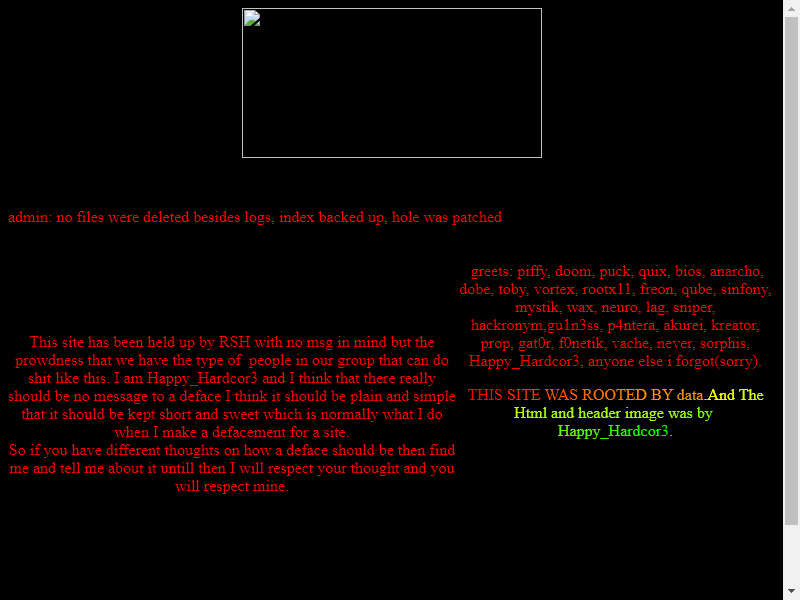 admin: no files were deleted besides logs, index backed up, hole was patched
This site has been held up by RSH with no msg in mind but the
prowdness that we have the type of  people in our group that can do
shit like this. I am Happy_Hardcor3 and I think that there really
should be no message to a deface I think it should be plain and simple
that it should be kept short and sweet which is normally what I do
when I make a defacement for a site.
So if you have different thoughts on how a deface should be then find
me and tell me about it untill then I will respect your thought and you
will respect mine.
greets: piffy, doom, puck, quix, bios, anarcho,
dobe, toby, vortex, rootx11, freon, qube, sinfony,
mystik, wax, neuro, lag, sniper,
hackronym,gu1n3ss, p4ntera, akurei, kreator,
prop, gat0r, f0netik, vache, never, sorphis,
Happy_Hardcor3, anyone else i forgot(sorry).
THIS SITE WAS ROOTED BY data.And The
Html and header image was by
Happy_Hardcor3.